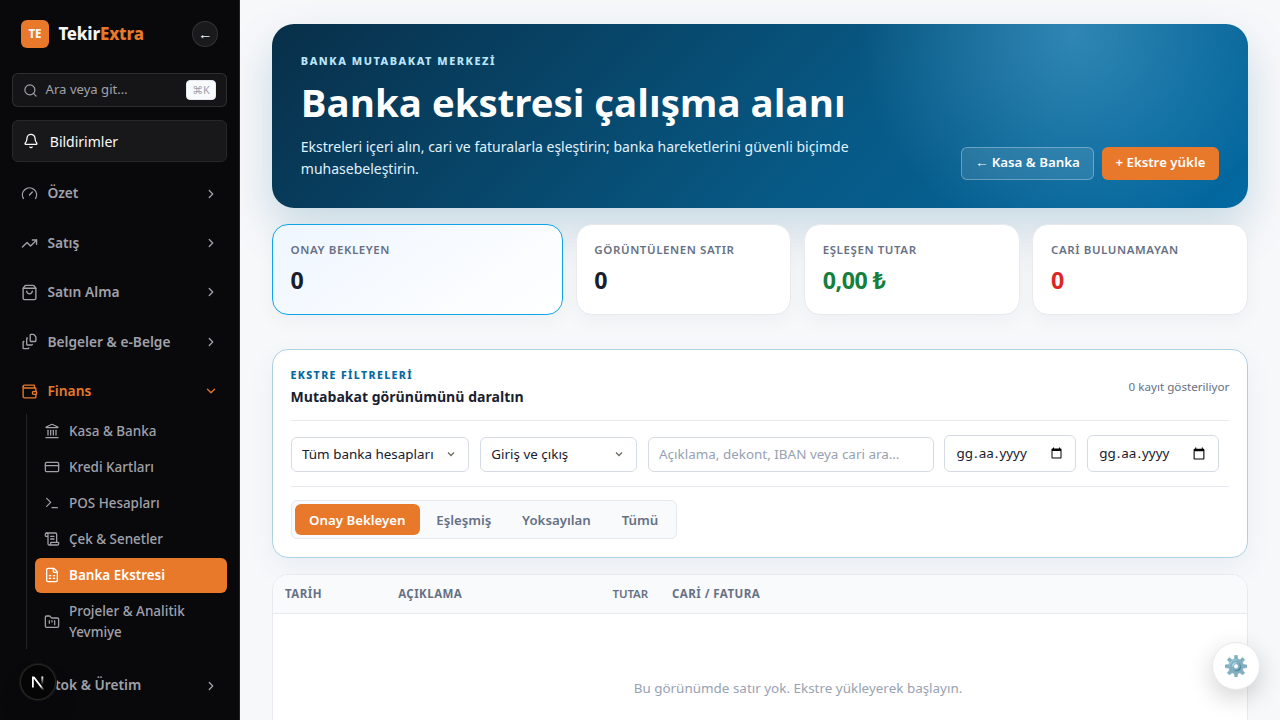 TE TekirExtra ←
Ara veya git... ⌘K
Bildirimler
Özet
Satış
Satın Alma
Belgeler & e-Belge
Finans
Kasa & Banka
Kredi Kartları
POS Hesapları
Çek & Senetler
Banka Ekstresi
Projeler & Analitik
Yevmiye
N tok & Üretim
BANKA MUTABAKAT MERKEZİ
Banka ekstresi çalışma alanı
Ekstreleri içeri alın, cari ve faturalarla eşleştirin; banka hareketlerini güvenli biçimde
muhasebeleştirin.
← Kasa & Banka + Ekstre yükle
ONAY BEKLEYEN
0
GÖRÜNTÜLENEN SATIR
0
EŞLEŞEN TUTAR
0,00 ₺
CARİ BULUNAMAYAN
0
EKSTRE FİLTRELERİ
Mutabakat görünümünü daraltın
0 kayıt gösteriliyor
Tüm banka hesapları Giriş ve çıkış Açıklama, dekont, IBAN veya cari ara... gg.aa.yyyy gg.aa.yyyy
Onay Bekleyen Eşleşmiş Yoksayılan Tümü
TARİH AÇIKLAMA TUTAR CARİ / FATURA
Bu görünümde satır yok. Ekstre yükleyerek başlayın.